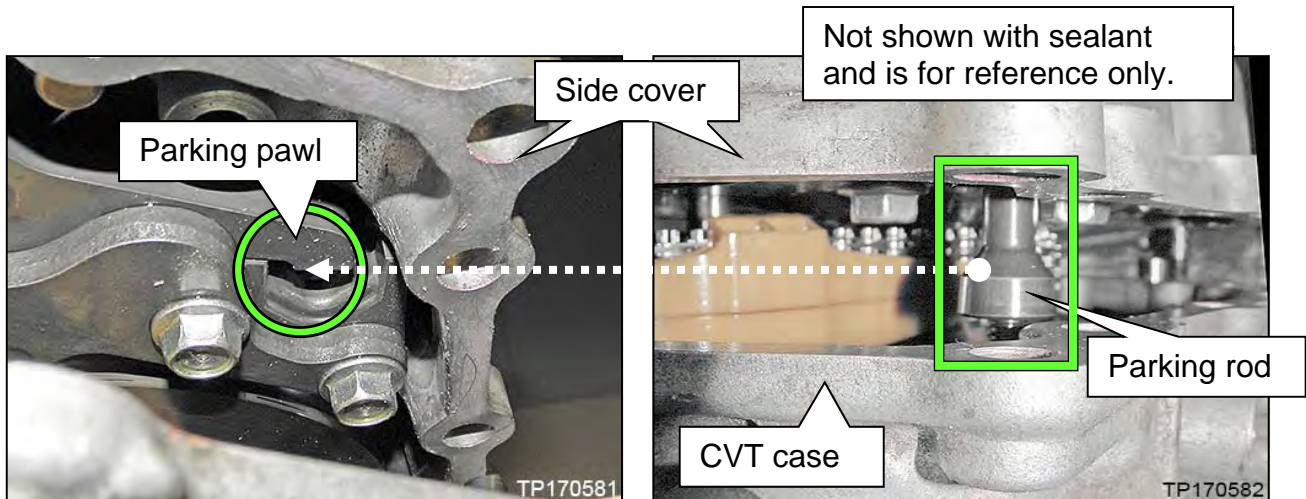 Not shown with sealant
and is for reference only.
Side cover
Parking pawl
Parking rod
CVT case
TP170581
TP170582